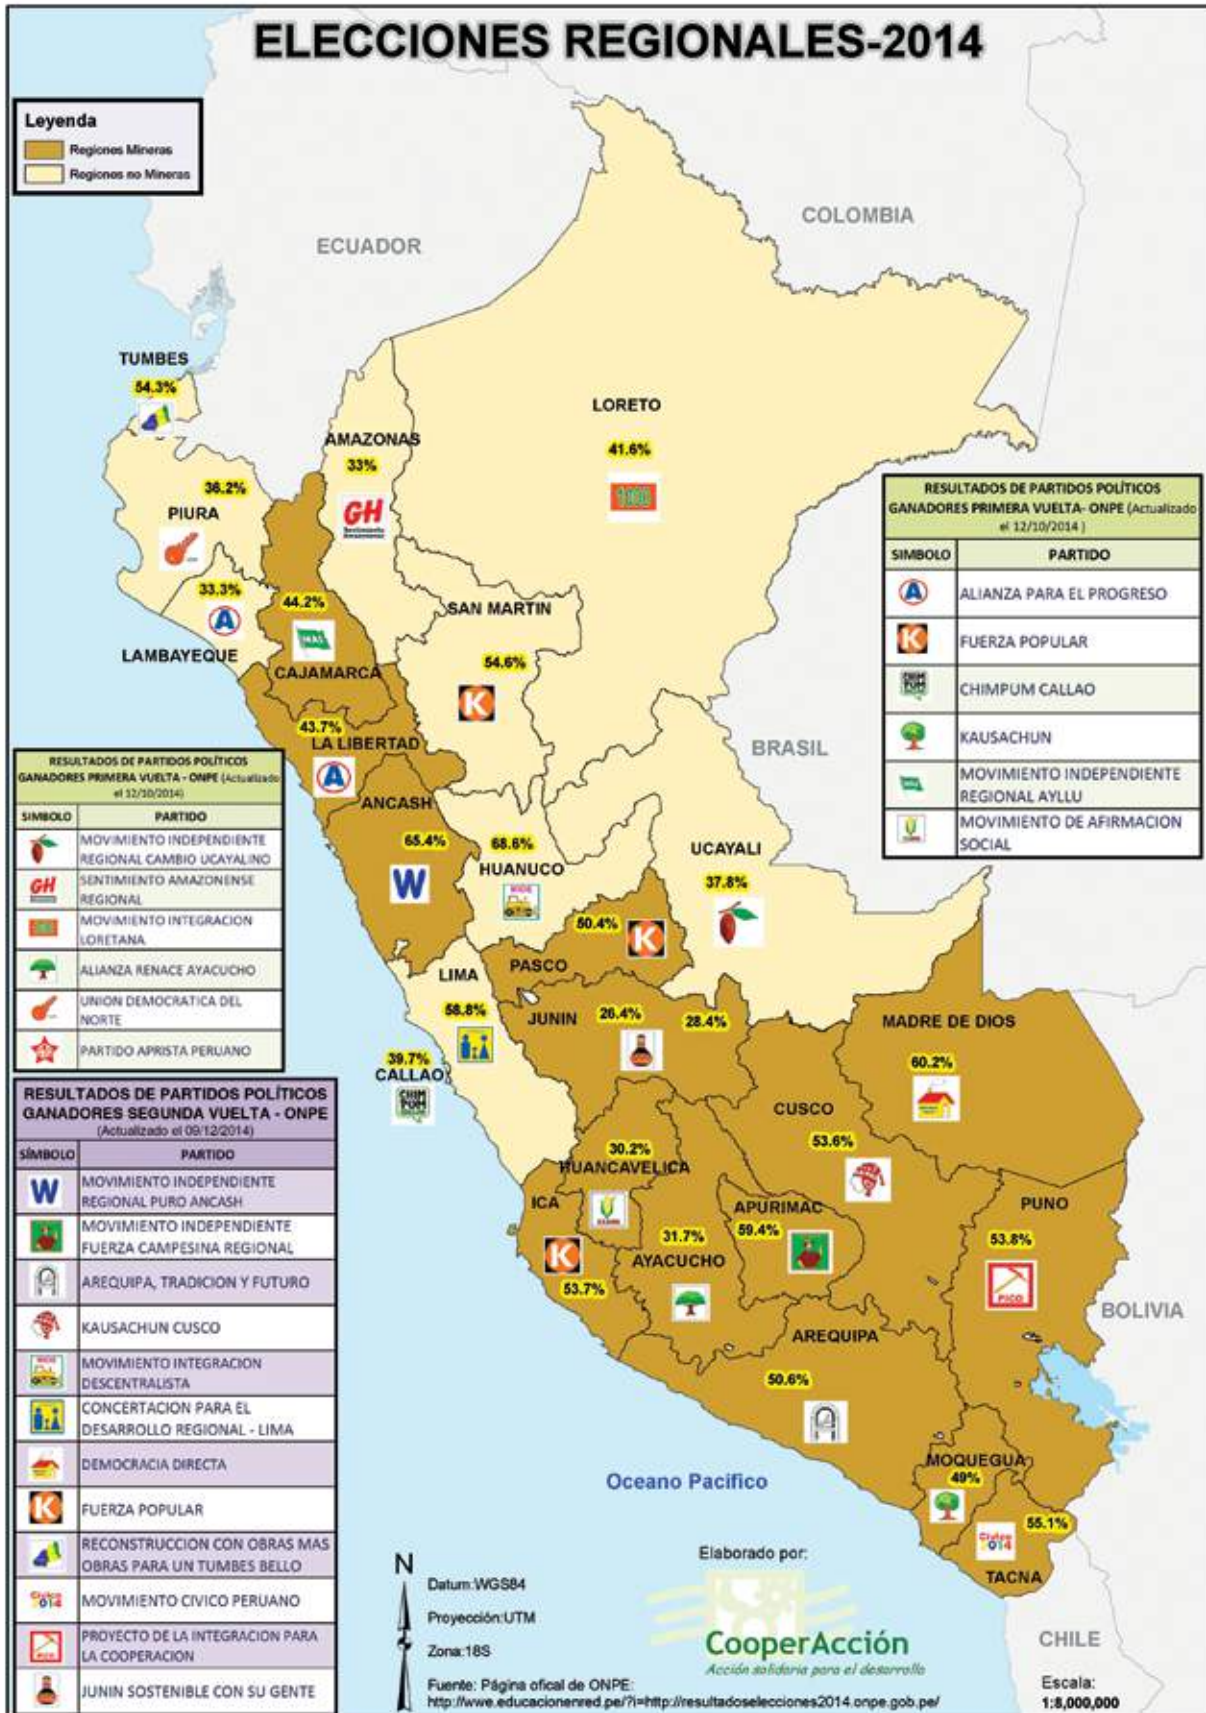 ELECCIONES REGIONALES-2014
Leyenda
Regiones Mineras
Regiones no Mineras
ECUADOR
COLOMBIA
BRASIL
BOLIVIA
CHILE
TUMBES
54.3%
PIURA
36.2%
LAMBAYEQUE
33.3%
A
AMAZONAS
33%
GH
LORETO
41.6%
CAJAMARCA
44.2%
MAS
SAN MARTIN
54.6%
K
LA LIBERTAD
43.7%
A
ANCASH
65.4%
W
HUANUCO
68.6%
UCAYALI
37.8%
PASCO
50.4%
K
LIMA
58.8%
CALLAO
39.7%
CHIM
PUM
JUNIN
26.4%
28.4%
MADRE DE DIOS
60.2%
CUSCO
53.6%
HUANCAVELICA
30.2%
ICA
53.7%
K
AYACUCHO
31.7%
APURIMAC
59.4%
PUNO
53.8%
PICO
AREQUIPA
50.6%
MOQUEGUA
49%
TACNA
55.1%
Cívico
2014
Oceano Pacífico
RESULTADOS DE PARTIDOS POLÍTICOS
GANADORES PRIMERA VUELTA- ONPE (Actualizado
el 12/10/2014 )
SIMBOLO PARTIDO
A ALIANZA PARA EL PROGRESO
K FUERZA POPULAR
CHIMPUM CALLAO
KAUSACHUN
MOVIMIENTO INDEPENDIENTE
REGIONAL AYLLU
MOVIMIENTO DE AFIRMACION
SOCIAL
RESULTADOS DE PARTIDOS POLÍTICOS
GANADORES PRIMERA VUELTA - ONPE (Actualizado
el 12/10/2014)
SIMBOLO PARTIDO
MOVIMIENTO INDEPENDIENTE
REGIONAL CAMBIO UCAYALINO
GH SENTIMIENTO AMAZONENSE
REGIONAL
MOVIMIENTO INTEGRACION
LORETANA
ALIANZA RENACE AYACUCHO
UNION DEMOCRATICA DEL
NORTE
PARTIDO APRISTA PERUANO
RESULTADOS DE PARTIDOS POLÍTICOS
GANADORES SEGUNDA VUELTA - ONPE
(Actualizado el 09/12/2014)
SÍMBOLO PARTIDO
W MOVIMIENTO INDEPENDIENTE
REGIONAL PURO ANCASH
MOVIMIENTO INDEPENDIENTE
FUERZA CAMPESINA REGIONAL
AREQUIPA, TRADICION Y FUTURO
KAUSACHUN CUSCO
MOVIMIENTO INTEGRACION
DESCENTRALISTA
CONCERTACION PARA EL
DESARROLLO REGIONAL - LIMA
DEMOCRACIA DIRECTA
K FUERZA POPULAR
RECONSTRUCCION CON OBRAS MAS
OBRAS PARA UN TUMBES BELLO
MOVIMIENTO CIVICO PERUANO
PROYECTO DE LA INTEGRACION PARA
LA COOPERACION
JUNIN SOSTENIBLE CON SU GENTE
N
Datum:WGS84
Proyección:UTM
Zona:18S
Fuente: Página ofical de ONPE:
http://www.educacionenred.pe/?i=http://resultadoselecciones2014.onpe.gob.pe/
Elaborado por:
CooperAcción
Acción solidaria para el desarrollo
Escala:
1:8,000,000